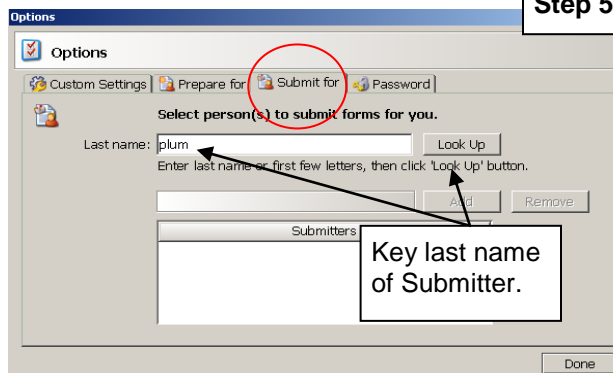 Step 5
Options
Options
Custom Settings Prepare for Submit for Password
Select person(s) to submit forms for you.
Last name: plum Look Up
Enter last name or first few letters, then click 'Look Up' button.
Add Remove
Submitters
Key last name
of Submitter.
Done